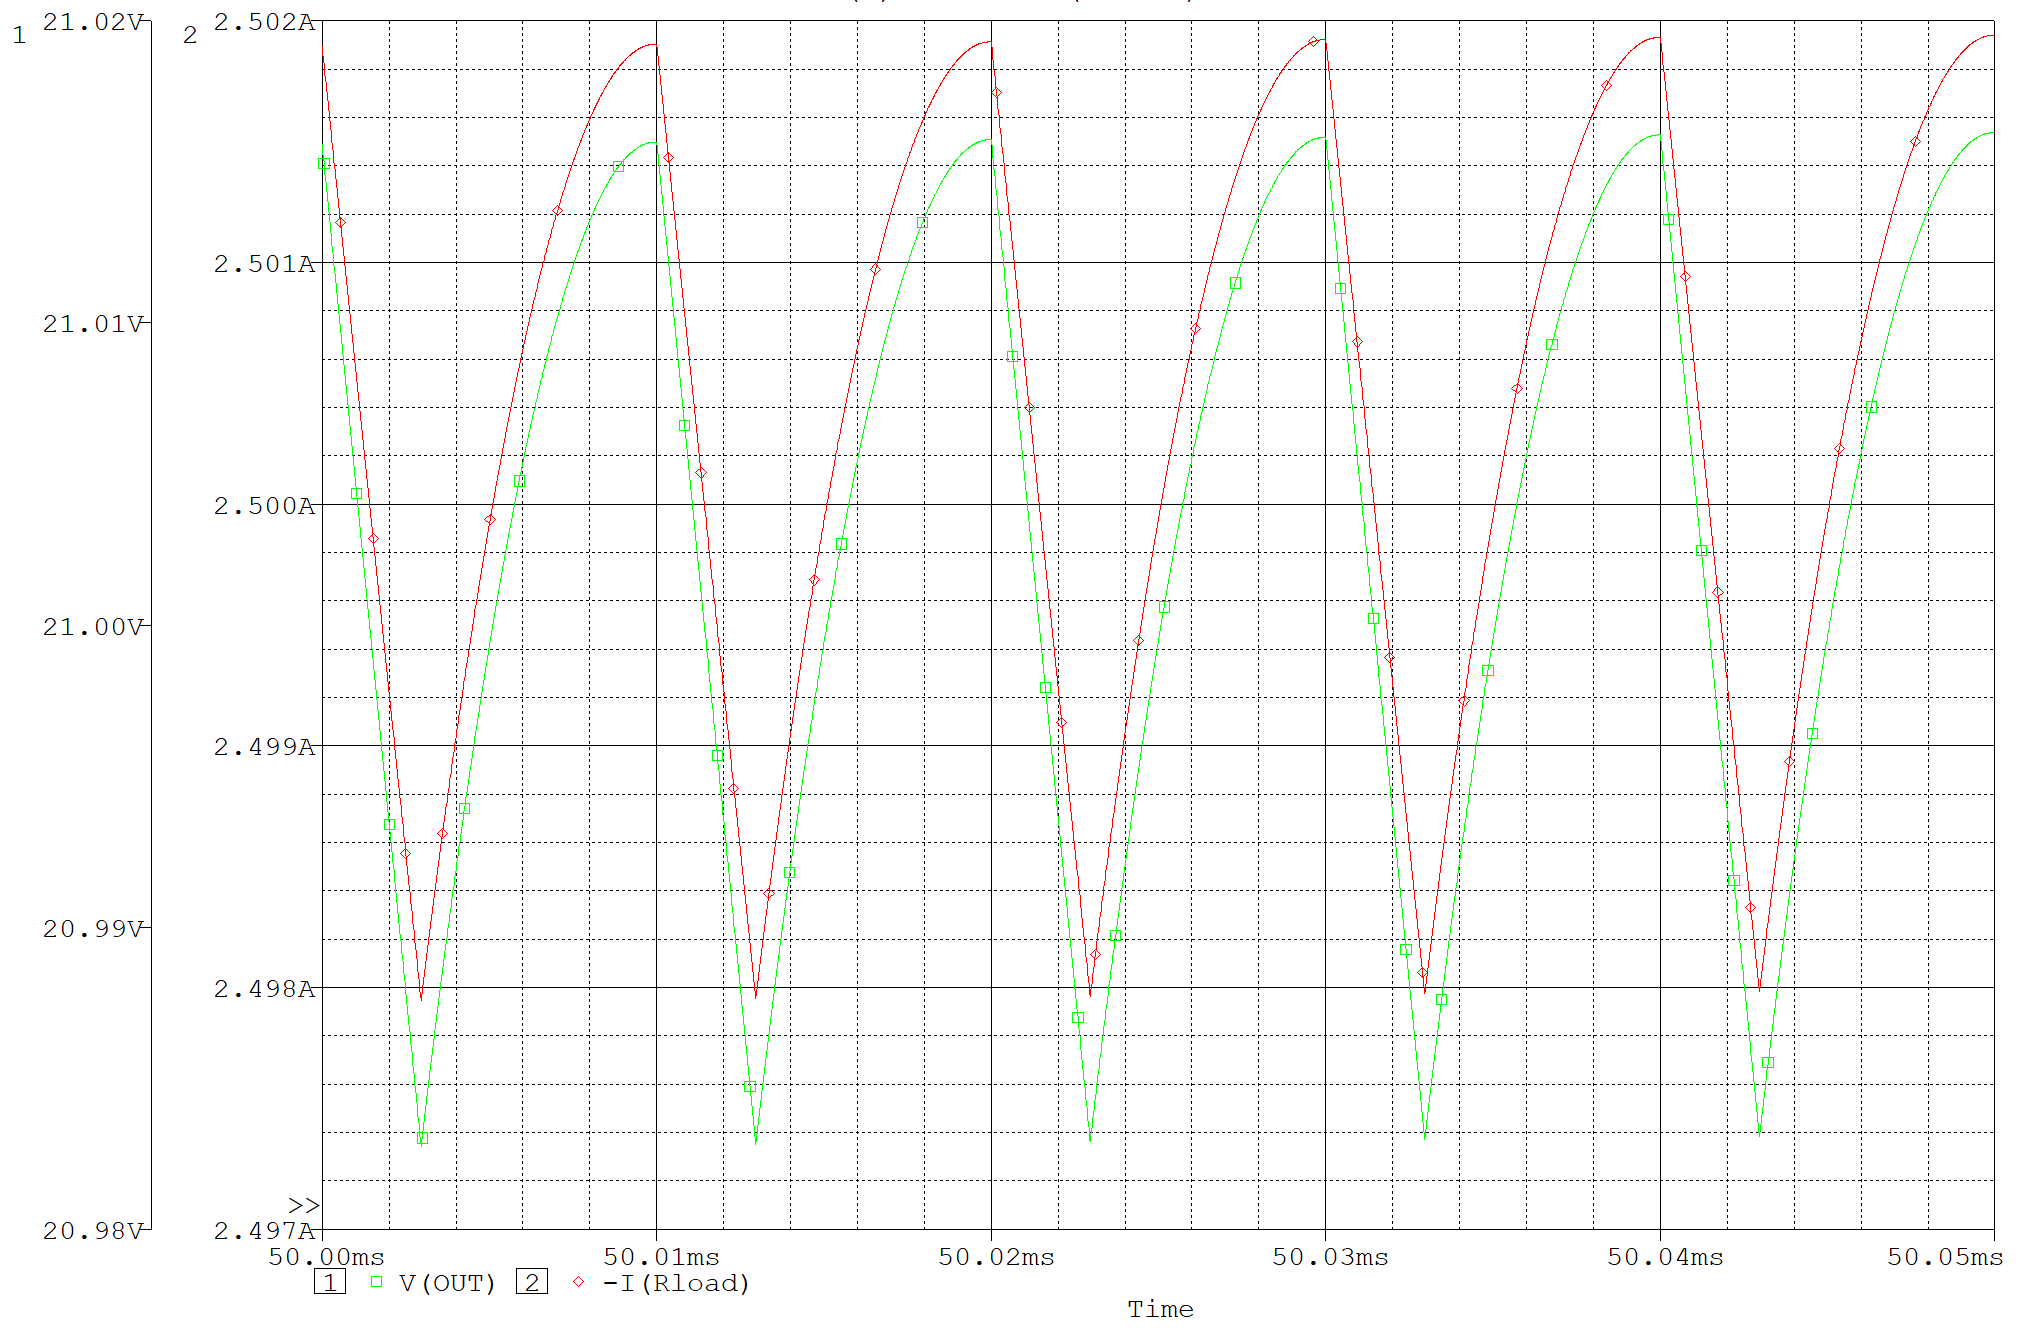 1 21.02V 2 2.502A
2.501A
21.01V
2.500A
21.00V
2.499A
20.99V
2.498A
>>
20.98V 2.497A
50.00ms 50.01ms 50.02ms 50.03ms 50.04ms 50.05ms
1 V(OUT) 2 -I(Rload)
Time